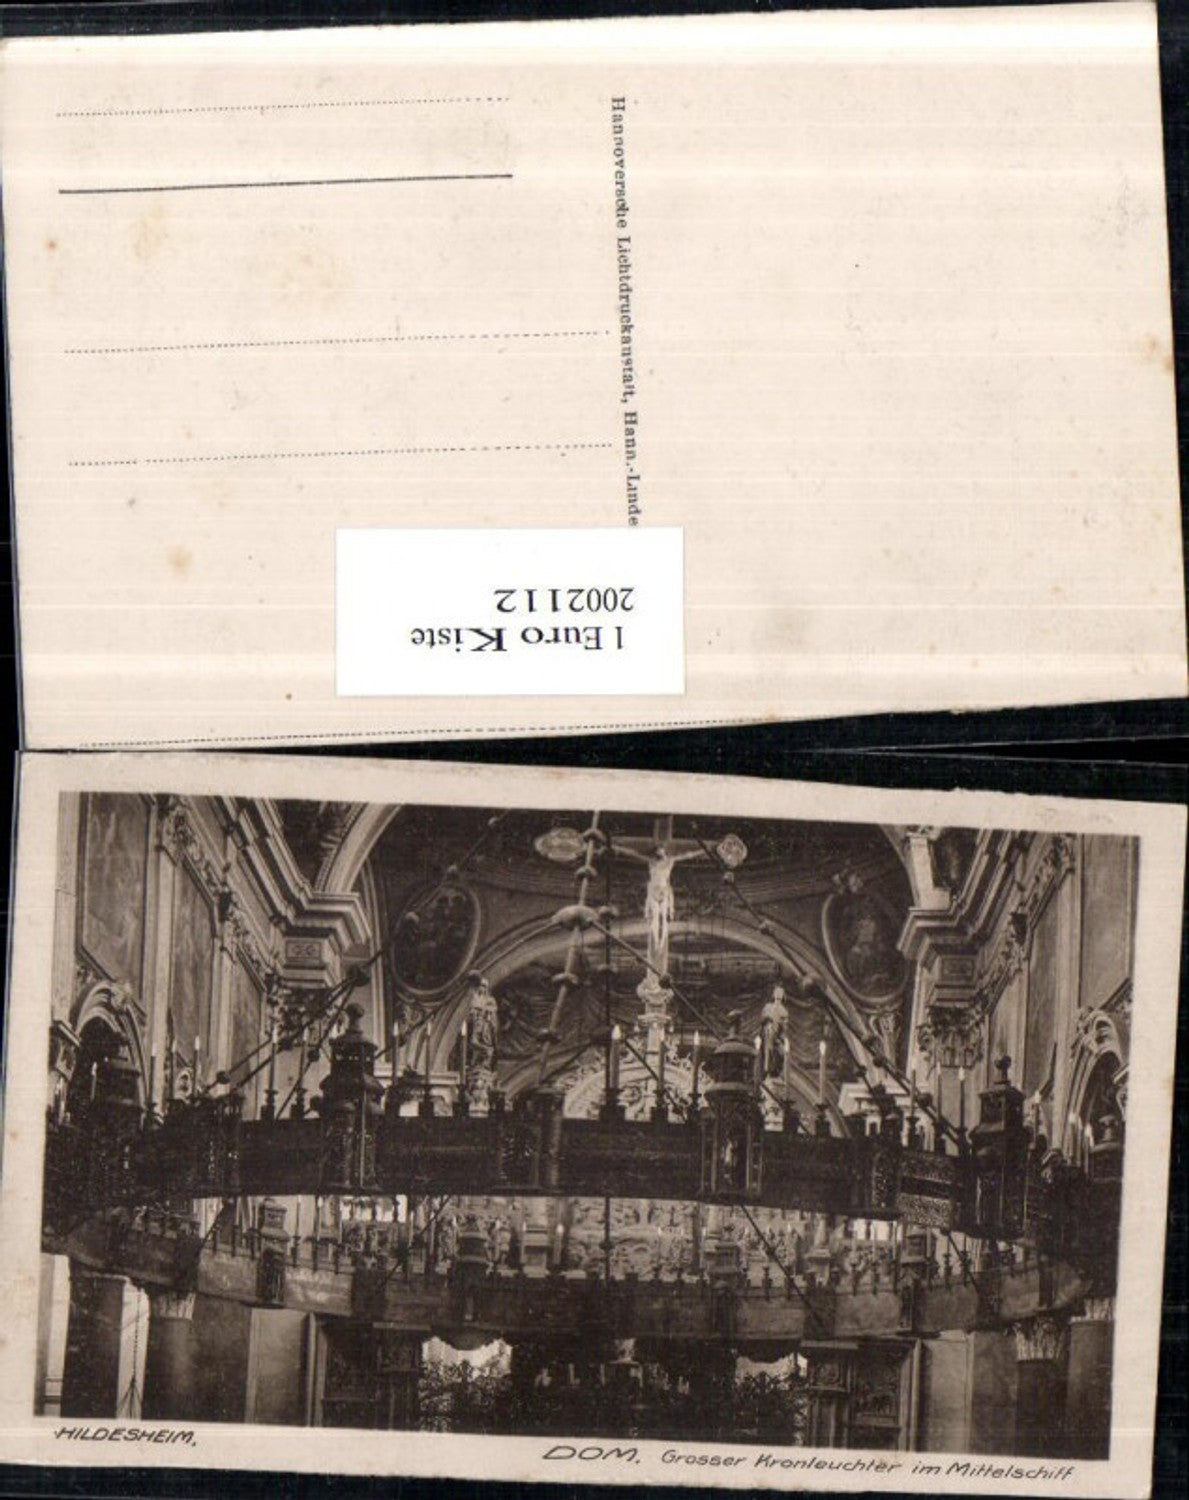 Hannoversche Lichtdruckanstalt, Hann.-Linde
1 Euro Kiste
2002112
HILDESHEIM.
DOM. Grosser Kronleuchter im Mittelschiff